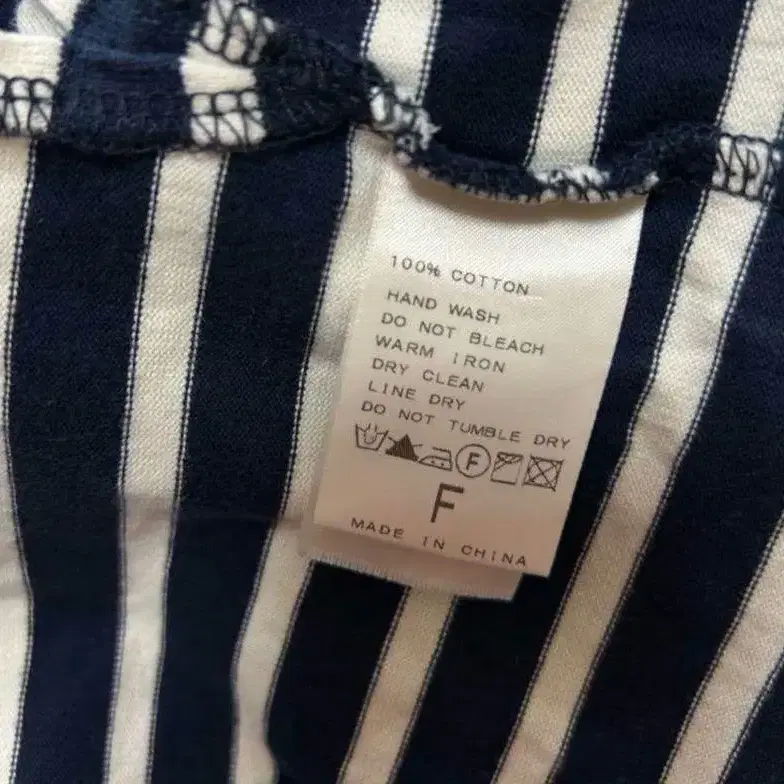 100% COTTON
HAND WASH
DO NOT BLEACH
WARM IRON
DRY CLEAN
LINE DRY
DO NOT TUMBLE DRY
F
F
MADE IN CHINA